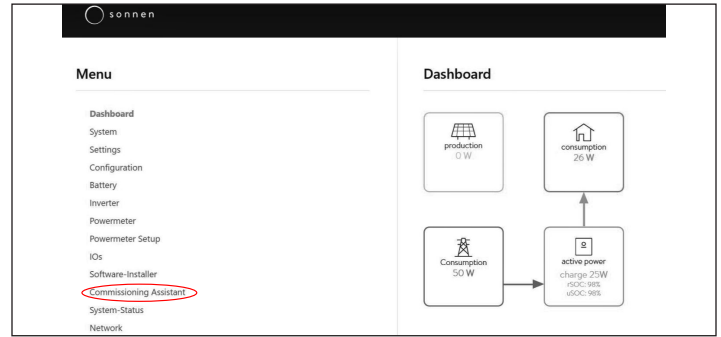 sonnen
Menu
Dashboard
System
Settings
Configuration
Battery
Inverter
Powermeter
Powermeter Setup
IOs
Software-Installer
Commissioning Assistant
System-Status
Network
Dashboard
production
0 W
consumption
26 W
Consumption
50 W
active power
charge 25W
rSOC: 98%
uSOC: 98%